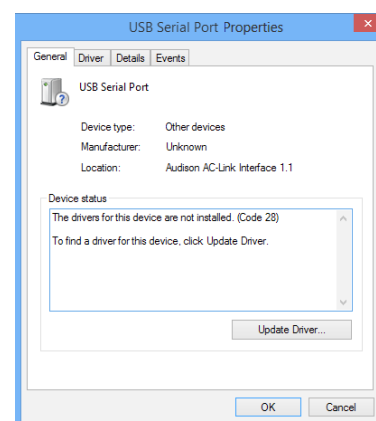 USB Serial Port Properties
General Driver Details Events
USB Serial Port
Device type: Other devices
Manufacturer: Unknown
Location: Audison AC-Link Interface 1.1
Device status
The drivers for this device are not installed. (Code 28)
To find a driver for this device, click Update Driver.
Update Driver...
OK Cancel